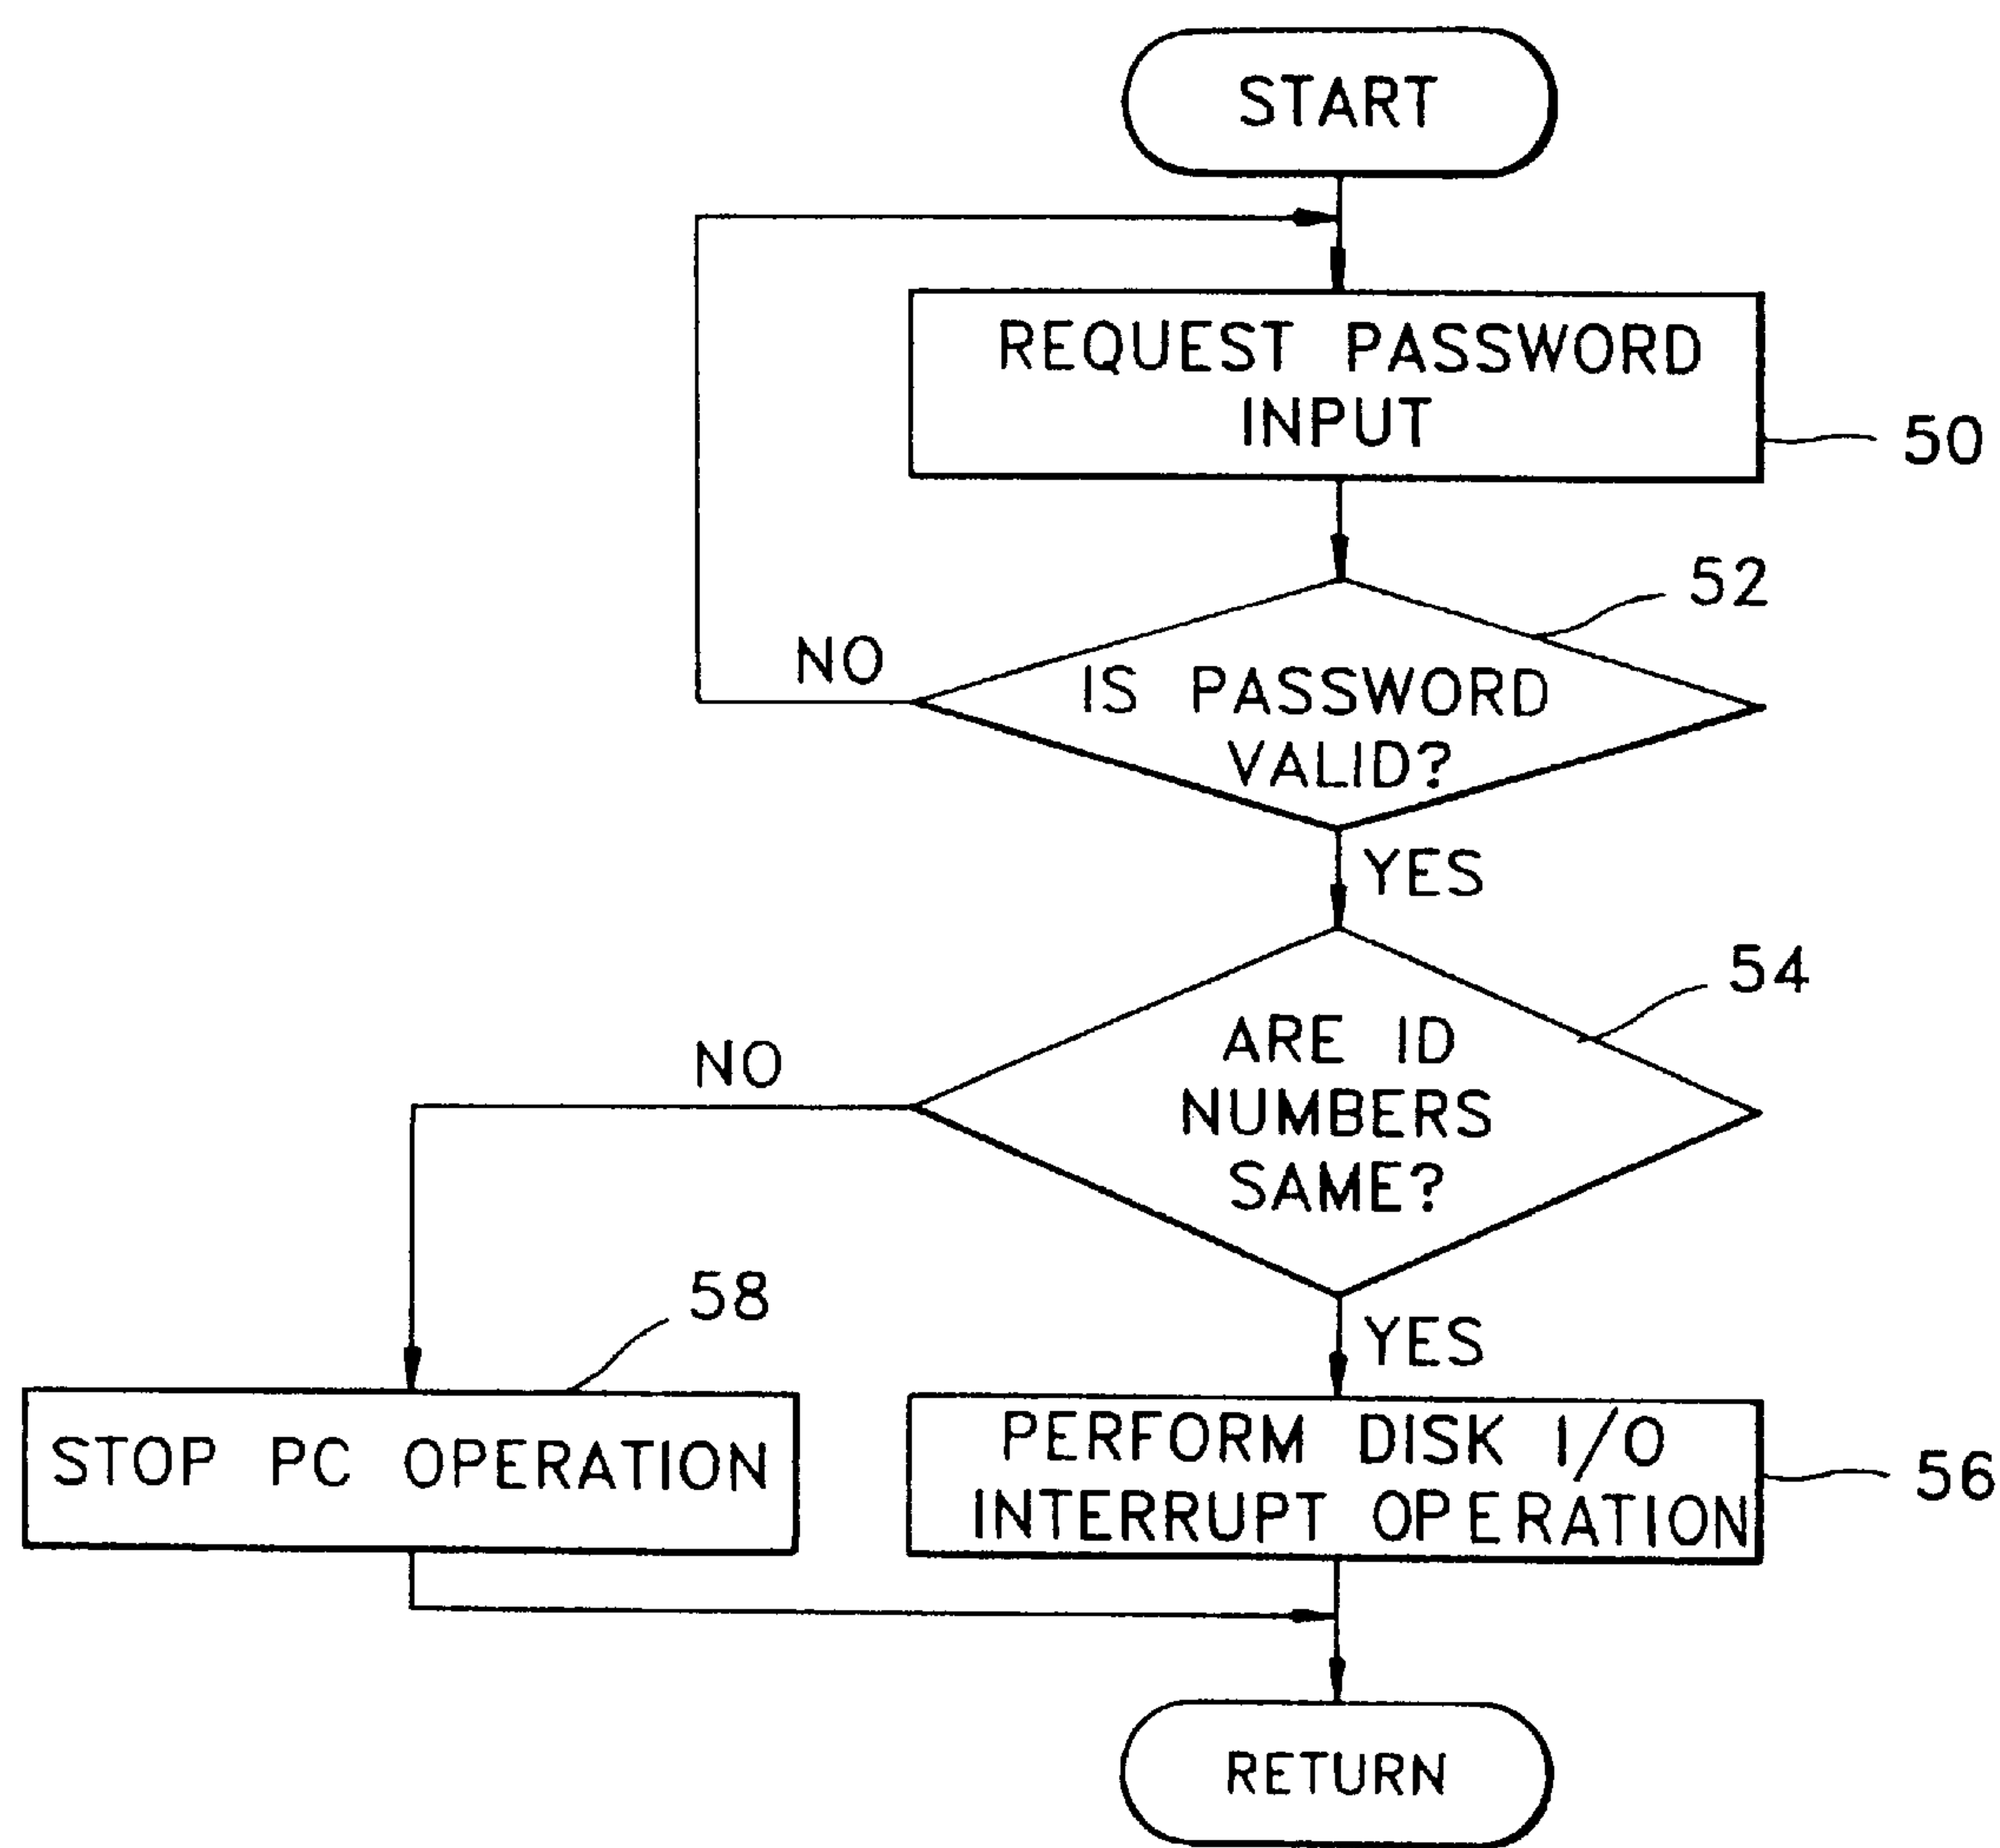 START
REQUEST PASSWORD
INPUT
50
52
NO
IS PASSWORD
VALID?
YES
54
ARE ID
NUMBERS
SAME?
NO
58
YES
STOP PC OPERATION
PERFORM DISK I/O
INTERRUPT OPERATION
56
RETURN